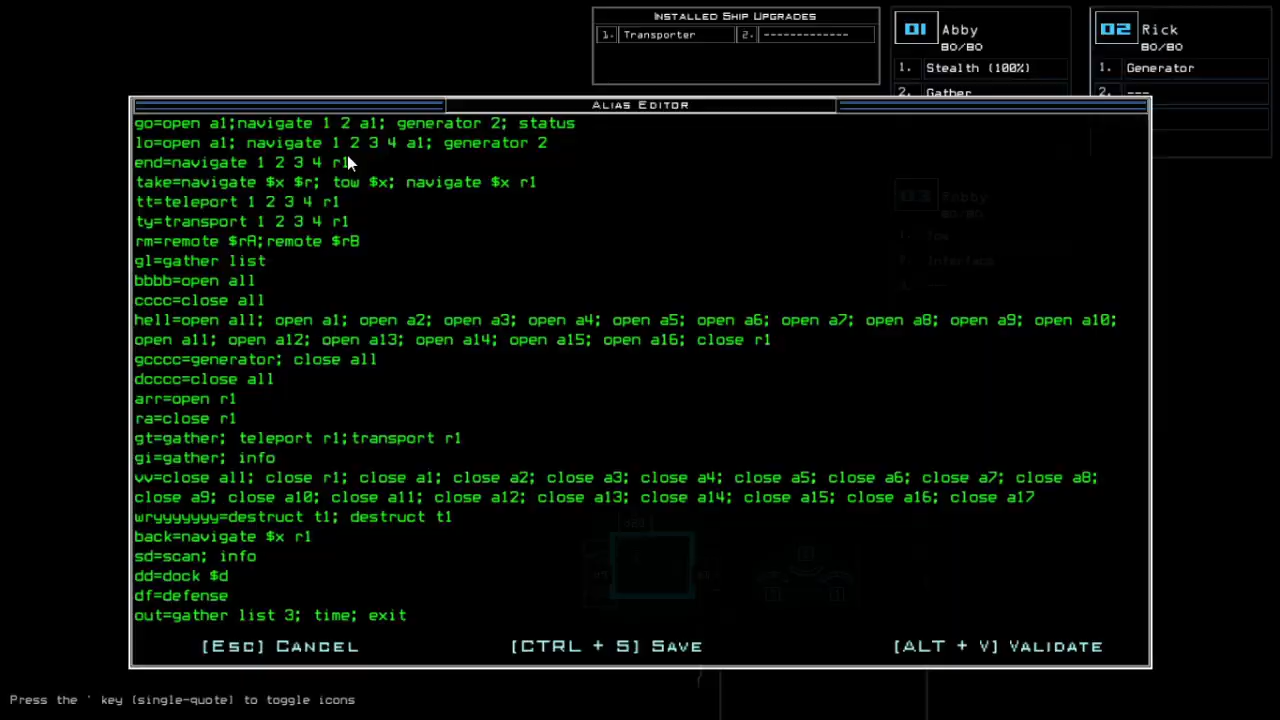 Installed Ship Upgrades
1. Transporter 2. -------------
01 Abby
80/80
1. Stealth (100%)
2. Gather
02 Rick
80/80
1. Generator
2. ---
Alias Editor
go=open a1;navigate 1 2 a1; generator 2; status
lo=open a1; navigate 1 2 3 4 a1; generator 2
end=navigate 1 2 3 4 r1
take=navigate $x $r; tow $x; navigate $x r1
tt=teleport 1 2 3 4 r1
ty=transport 1 2 3 4 r1
rm=remote $rA;remote $rB
gl=gather list
bbbb=open all
cccc=close all
hell=open all; open a1; open a2; open a3; open a4; open a5; open a6; open a7; open a8; open a9; open a10;
open a11; open a12; open a13; open a14; open a15; open a16; close r1
gcccc=generator; close all
dcccc=close all
arr=open r1
ra=close r1
gt=gather; teleport r1;transport r1
gi=gather; info
vv=close all; close r1; close a1; close a2; close a3; close a4; close a5; close a6; close a7; close a8;
close a9; close a10; close a11; close a12; close a13; close a14; close a15; close a16; close a17
wryyyyyyy=destruct t1; destruct t1
back=navigate $x r1
sd=scan; info
dd=dock $d
df=defense
out=gather list 3; time; exit
03
80/80
1. Tow
2. Interface
[Esc] Cancel [CTRL + S] Save [ALT + V] Validate
Press the ' key (single-quote) to toggle icons